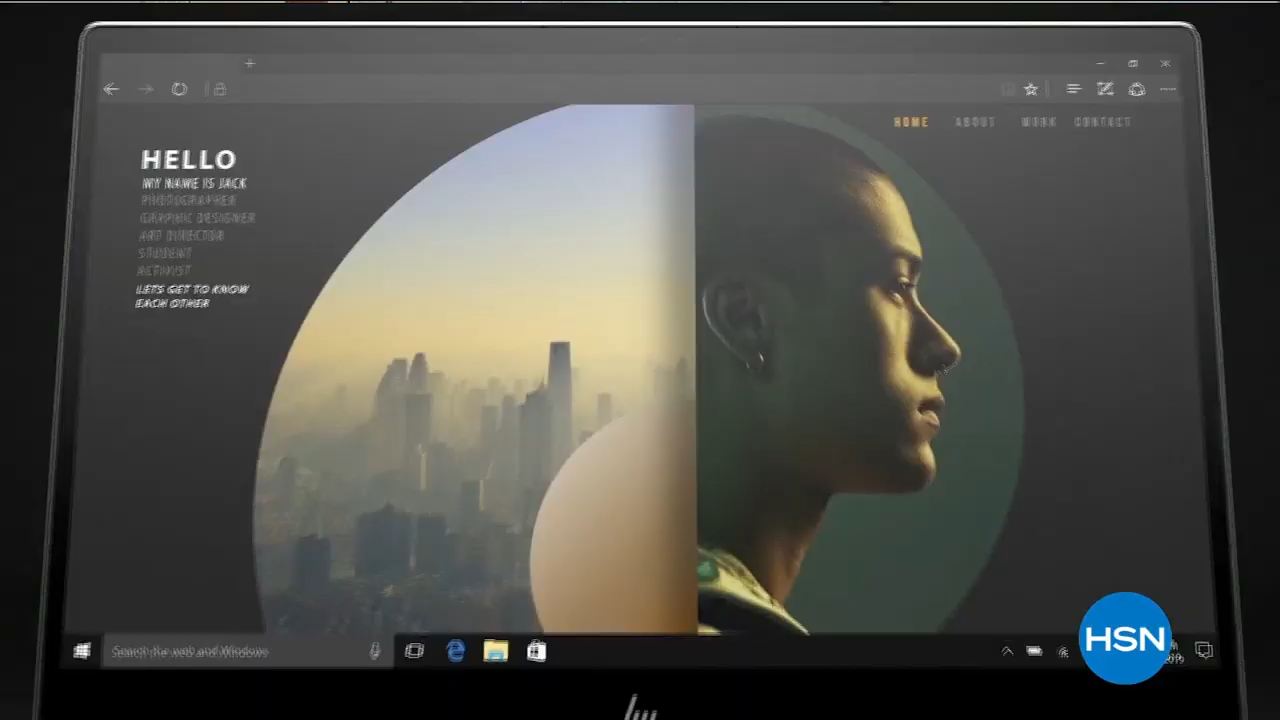 HOME ABOUT WORK CONTACT
HELLO
MY NAME IS JACK
PHOTOGRAPHER
GRAPHIC DESIGNER
ART DIRECTOR
STUDENT
ACTIVIST
LETS GET TO KNOW
EACH OTHER
Search the web and Windows
HSN
hp